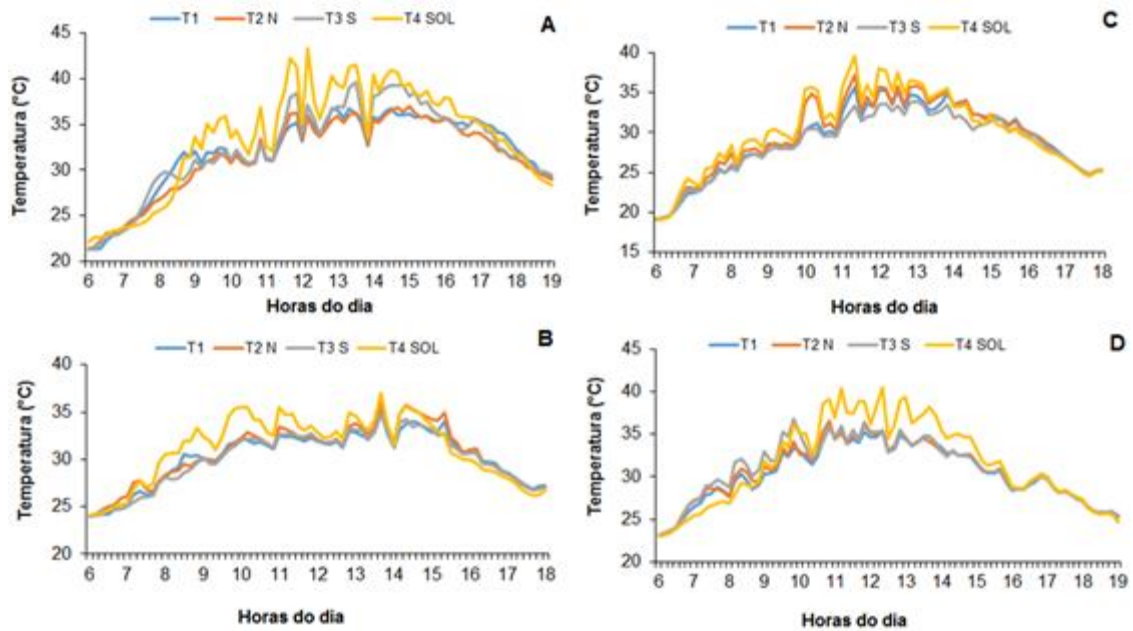 T1 T2 N T3 S T4 SOL
A
Temperatura (°C)
45
40
35
30
25
20
6 7 8 9 10 11 12 13 14 15 16 17 18 19
Horas do dia
T1 T2 N T3 S T4 SOL
C
Temperatura (°C)
40
35
30
25
20
15
6 7 8 9 10 11 12 13 14 15 16 17 18
Horas do dia
T1 T2 N T3 S T4 SOL
B
Temperatura (°C)
40
35
30
25
20
6 7 8 9 10 11 12 13 14 15 16 17 18
Horas do dia
T1 T2 N T3 S T4 SOL
D
Temperatura (°C)
45
40
35
30
25
20
6 7 8 9 10 11 12 13 14 15 16 17 18 19
Horas do dia